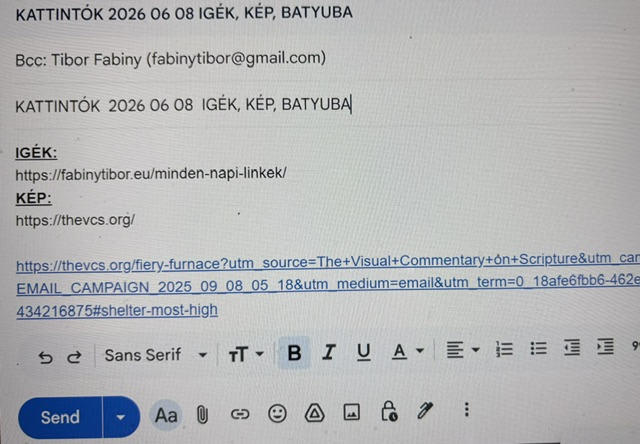 KATTINTÓK 2026 06 08 IGÉK, KÉP, BATYUBA
Bcc: Tibor Fabiny (fabinytibor@gmail.com)
KATTINTÓK 2026 06 08 IGÉK, KÉP, BATYUBA
IGÉK:
https://fabinytibor.eu/minden-napi-linkek/
KÉP:
https://thevcs.org/
https://thevcs.org/fiery-furnace?utm_source=The+Visual+Commentary+on+Scripture&utm_car
EMAIL_CAMPAIGN_2025_09_08_05_18&utm_medium=email&utm_term=0_18afe6fbb6-462e
434216875#shelter-most-high
Sans Serif
B I U A
Send Aa